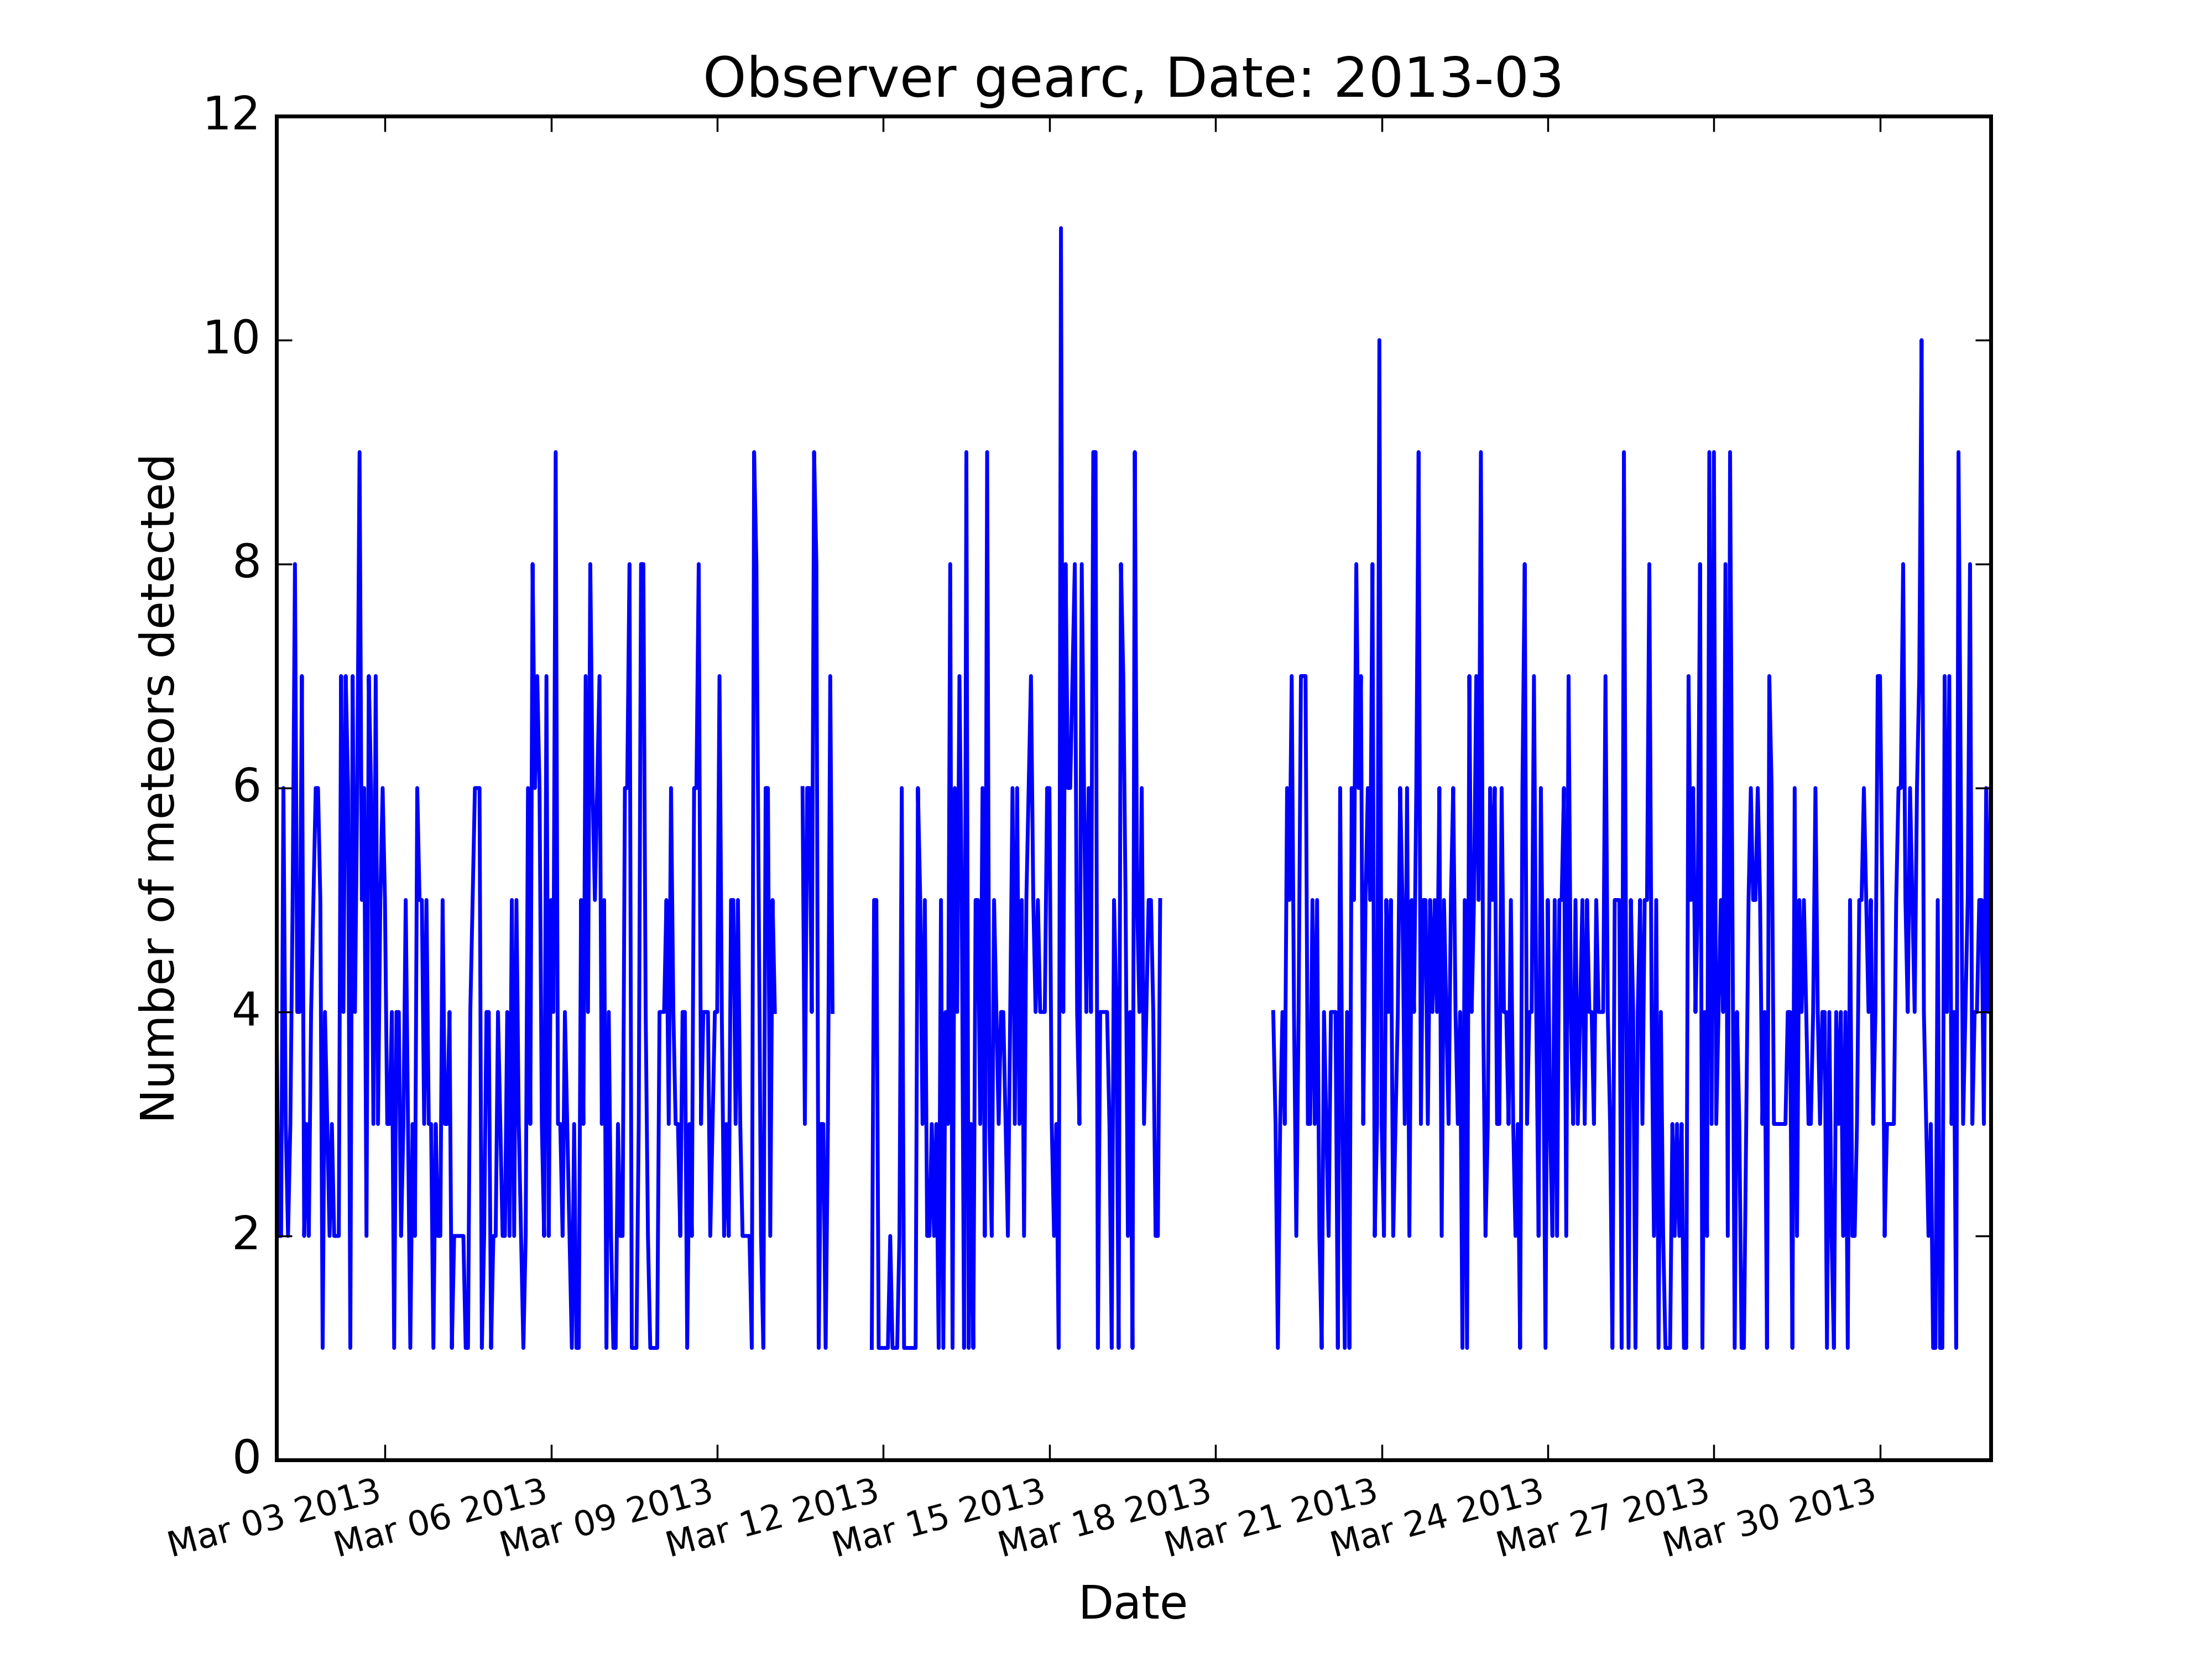 Observer gearc, Date: 2013-03
12
10
8
6
4
2
0
Number of meteors detected
Mar 03 2013
Mar 06 2013
Mar 09 2013
Mar 12 2013
Mar 15 2013
Mar 18 2013
Mar 21 2013
Mar 24 2013
Mar 27 2013
Mar 30 2013
Date